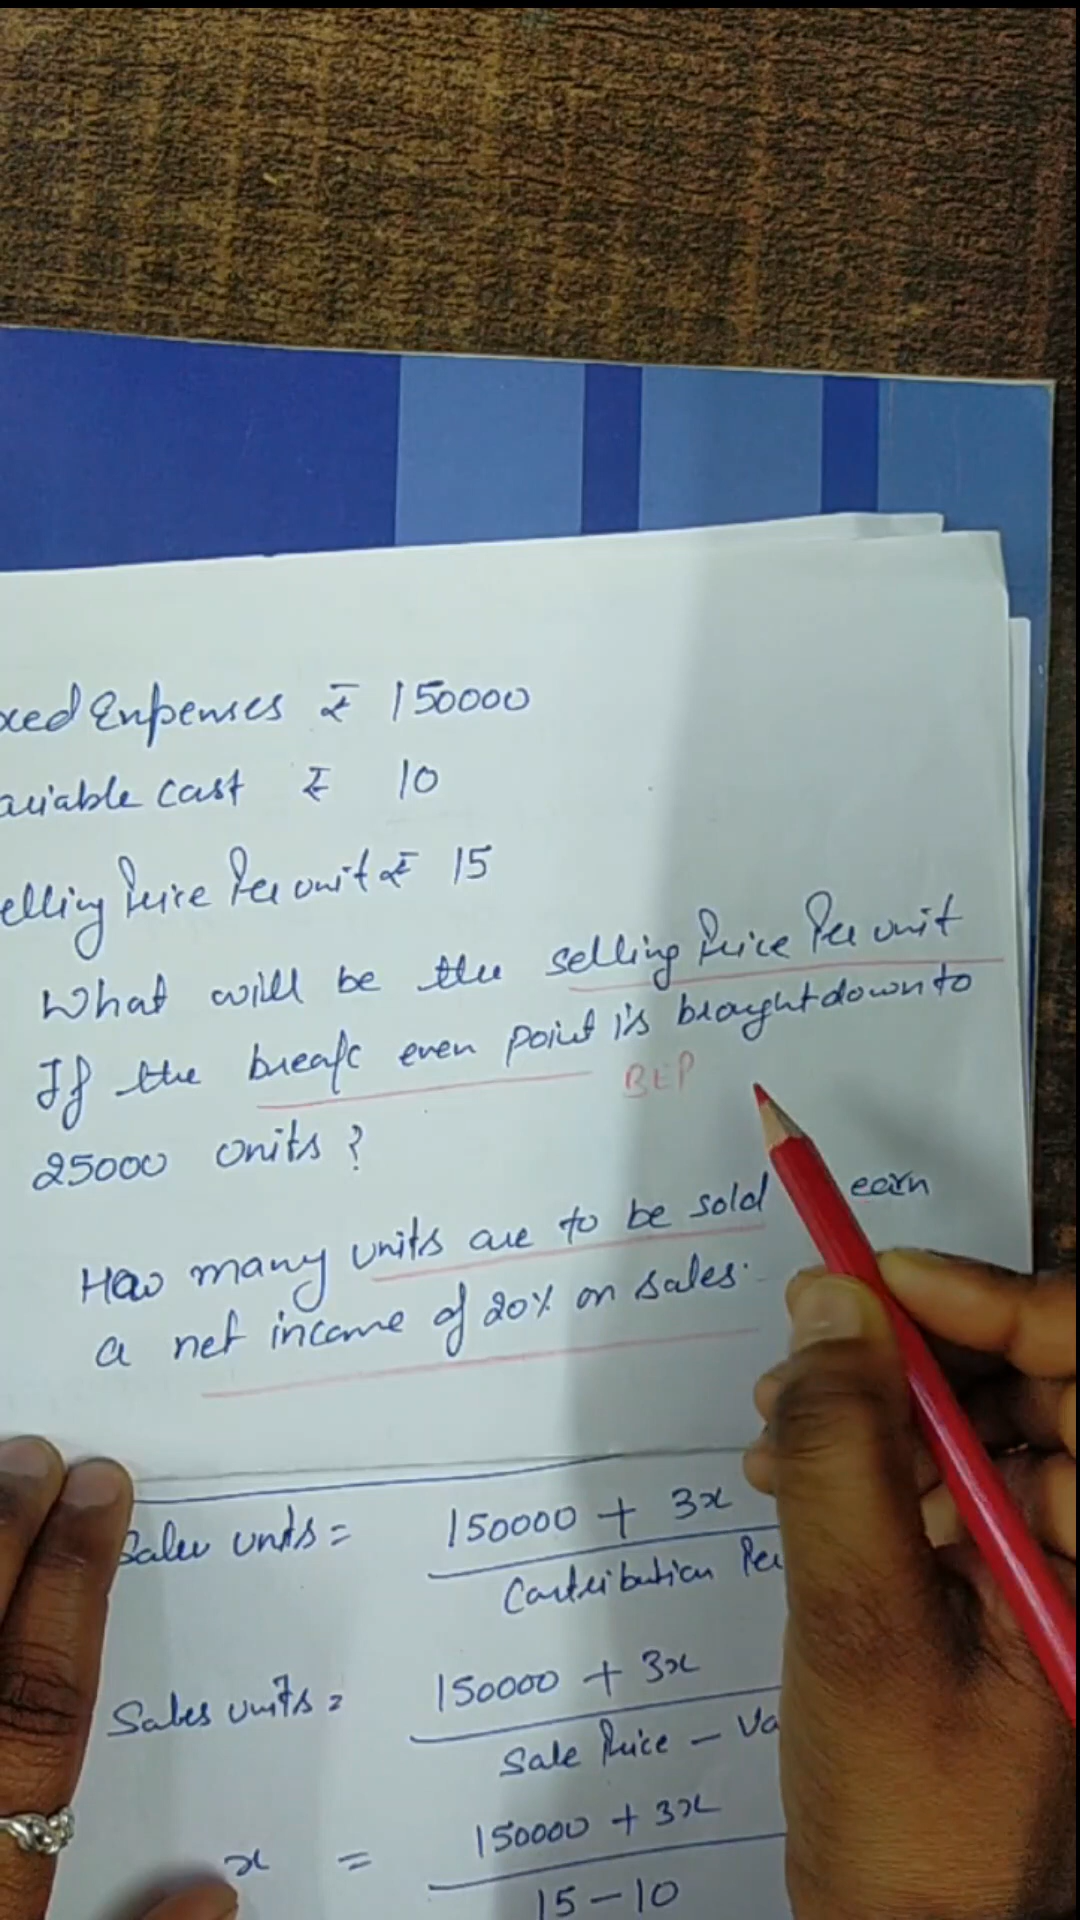 xed Expenses ₹ 150000
ariable cast ₹ 10
elling Price Per unit ₹ 15
What will be the selling Price Per unit
If the break even point is brought down to
BEP
25000 units ?
How many units are to be sold earn
a net income of 20% on sales.
Sales units = 150000 + 3x
Contribution Per
Sales units = 150000 + 3x
Sale Price - Va
x = 150000 + 3x
15 - 10